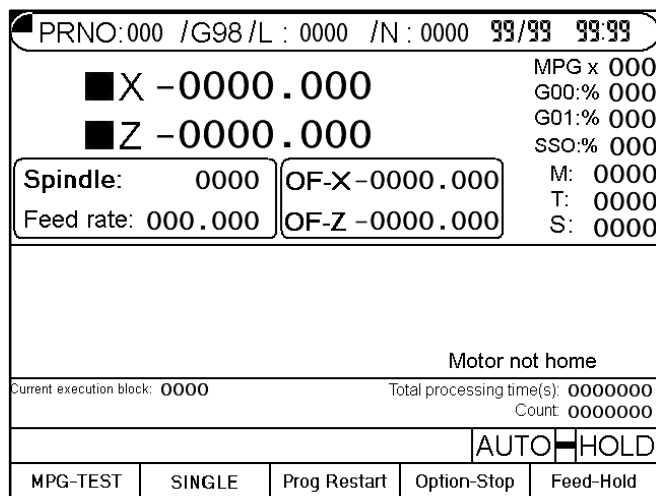 PRNO:000 /G98/L : 0000 /N : 0000 99/99 99:99
MPG x 000
X -0000.000
G00:% 000
G01:% 000
Z -0000.000
SSO:% 000
Spindle: 0000 OF-X-0000.000 M: 0000
T: 0000
Feed rate: 000.000 OF-Z -0000.000 S: 0000
Motor not home
Current execution block: 0000 Total processing time(s): 0000000
Count: 0000000
AUTO HOLD
MPG-TEST SINGLE Prog Restart Option-Stop Feed-Hold